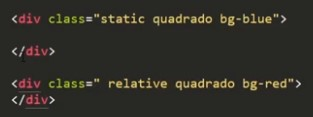 <div class="static quadrado bg-blue">
</div>
<div class=" relative quadrado bg-red">
</div>